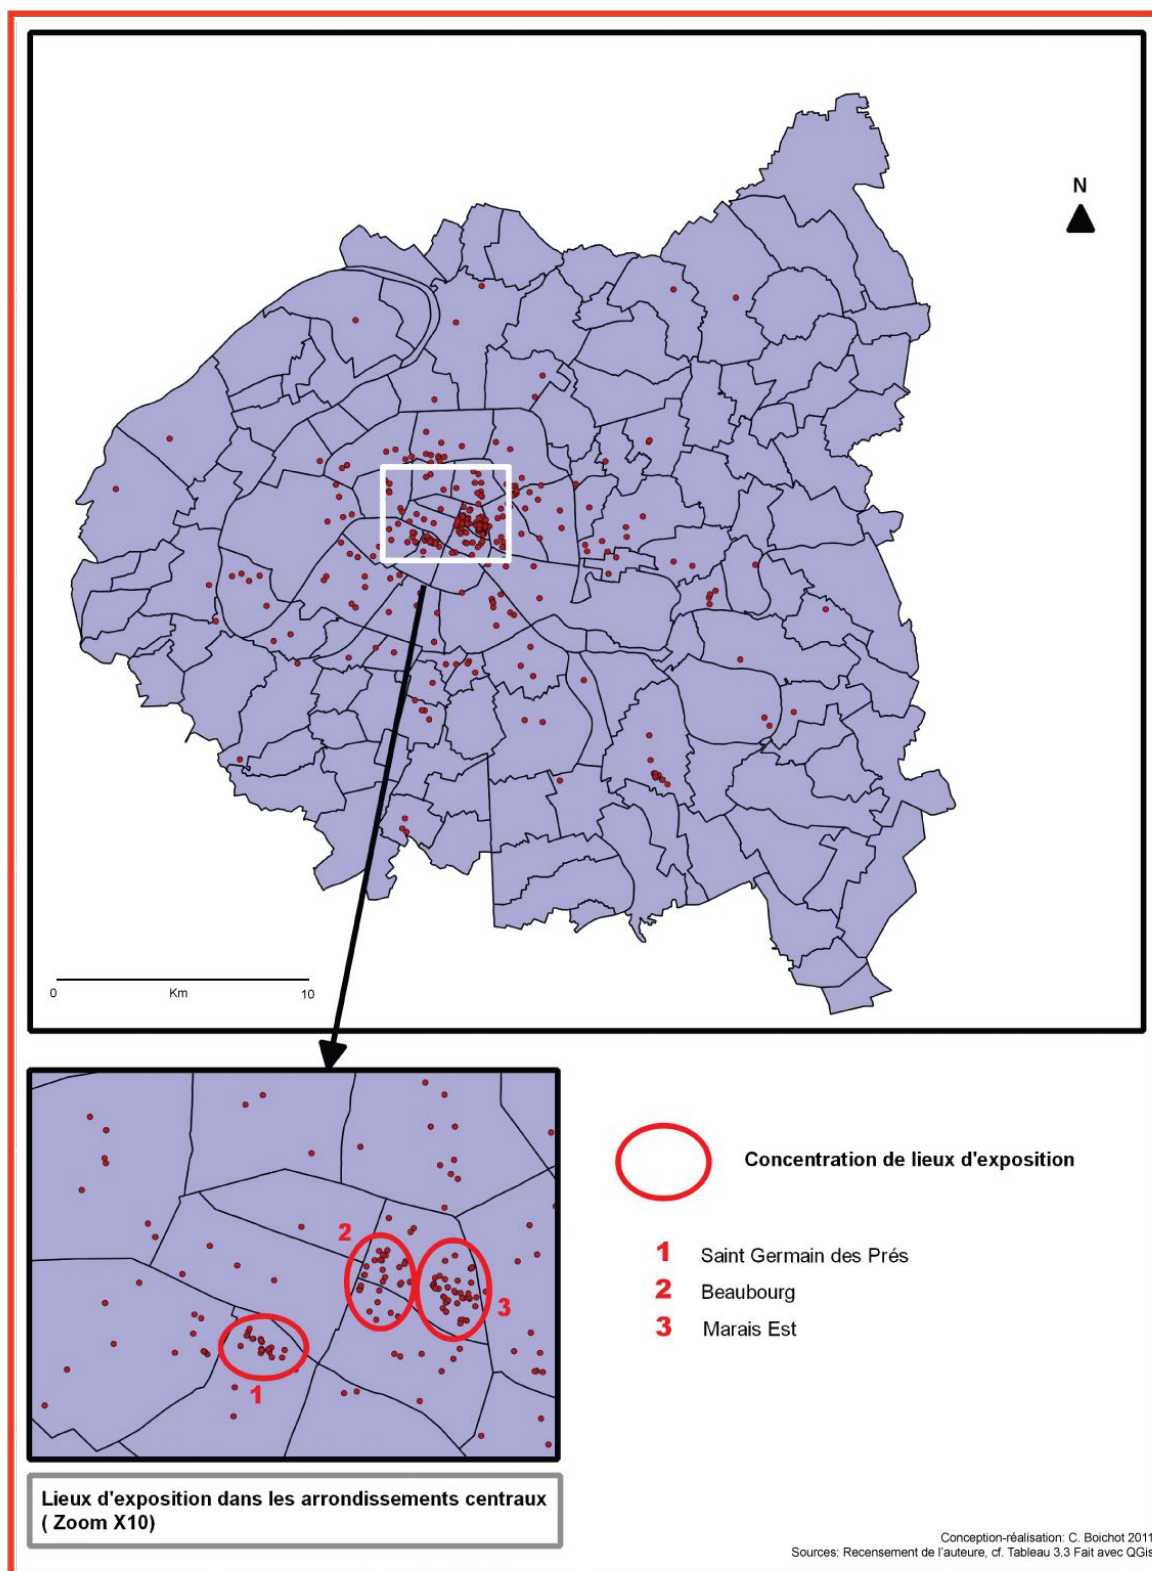 N
0 Km 10
2
3
1
Concentration de lieux d'exposition
1 Saint Germain des Prés
2 Beaubourg
3 Marais Est
Lieux d'exposition dans les arrondissements centraux
( Zoom X10)
Conception-réalisation: C. Boichot 2011
Sources: Recensement de l'auteure, cf. Tableau 3.3 Fait avec QGis